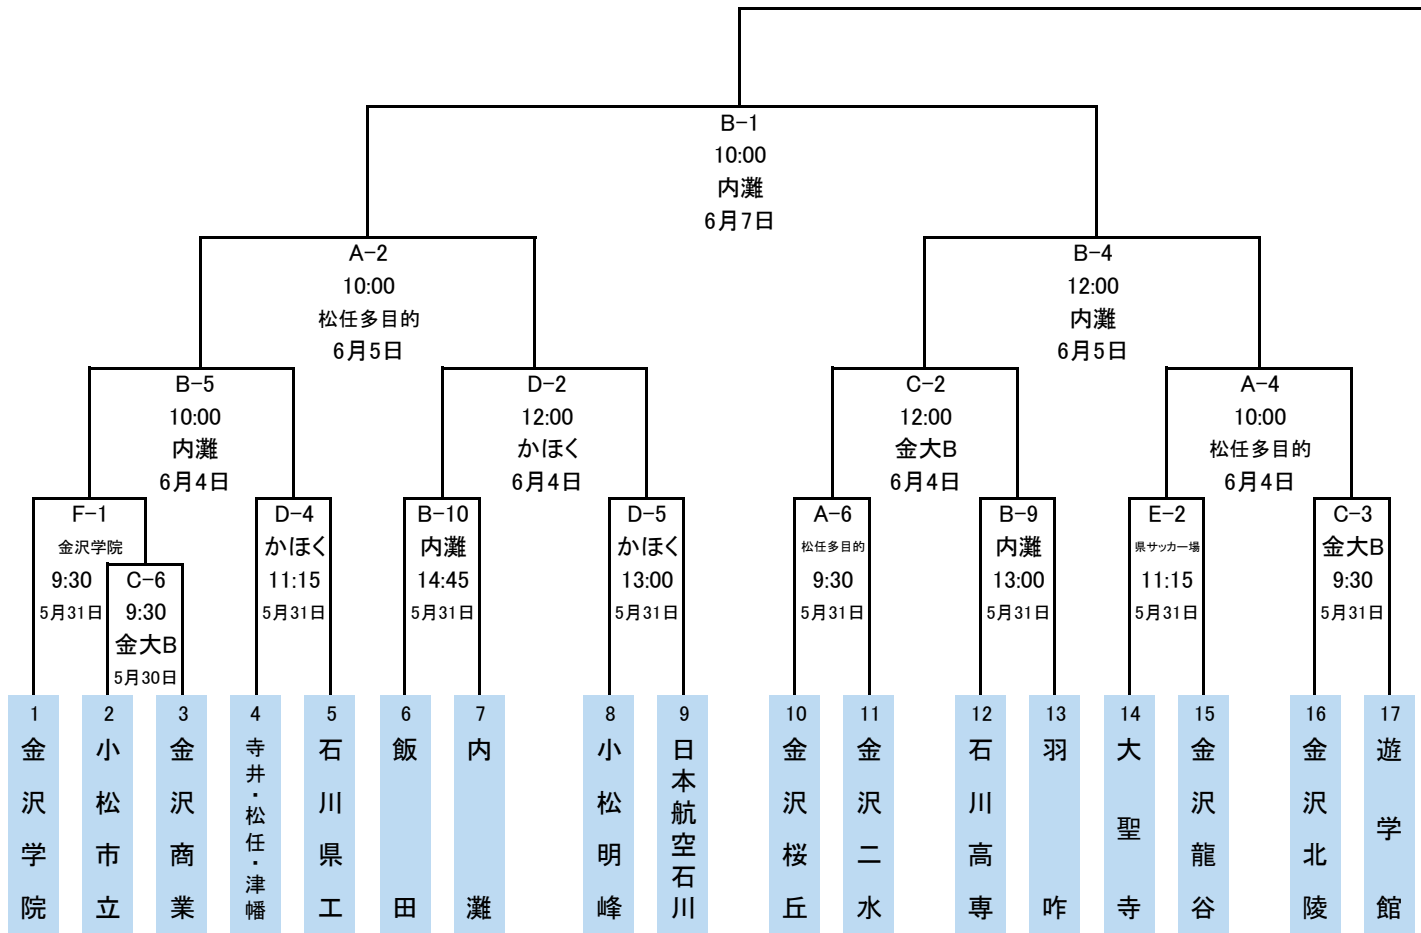 B-1
10:00
内灘
6月7日
A-2
10:00
松任多目的
6月5日
B-4
12:00
内灘
6月5日
B-5
10:00
内灘
6月4日
D-2
12:00
かほく
6月4日
C-2
12:00
金大B
6月4日
A-4
10:00
松任多目的
6月4日
F-1
金沢学院
9:30
5月31日
C-6
9:30
金大B
5月30日
D-4
かほく
11:15
5月31日
B-10
内灘
14:45
5月31日
D-5
かほく
13:00
5月31日
A-6
松任多目的
9:30
5月31日
B-9
内灘
13:00
5月31日
E-2
県サッカー場
11:15
5月31日
C-3
金大B
9:30
5月31日
1
金沢学院
2
小松市立
3
金沢商業
4
寺井・松任・津幡
5
石川県工
6
飯田
7
内灘
8
小松明峰
9
日本航空石川
10
金沢桜丘
11
金沢二水
12
石川高専
13
羽咋
14
大聖寺
15
金沢龍谷
16
金沢北陵
17
遊学館